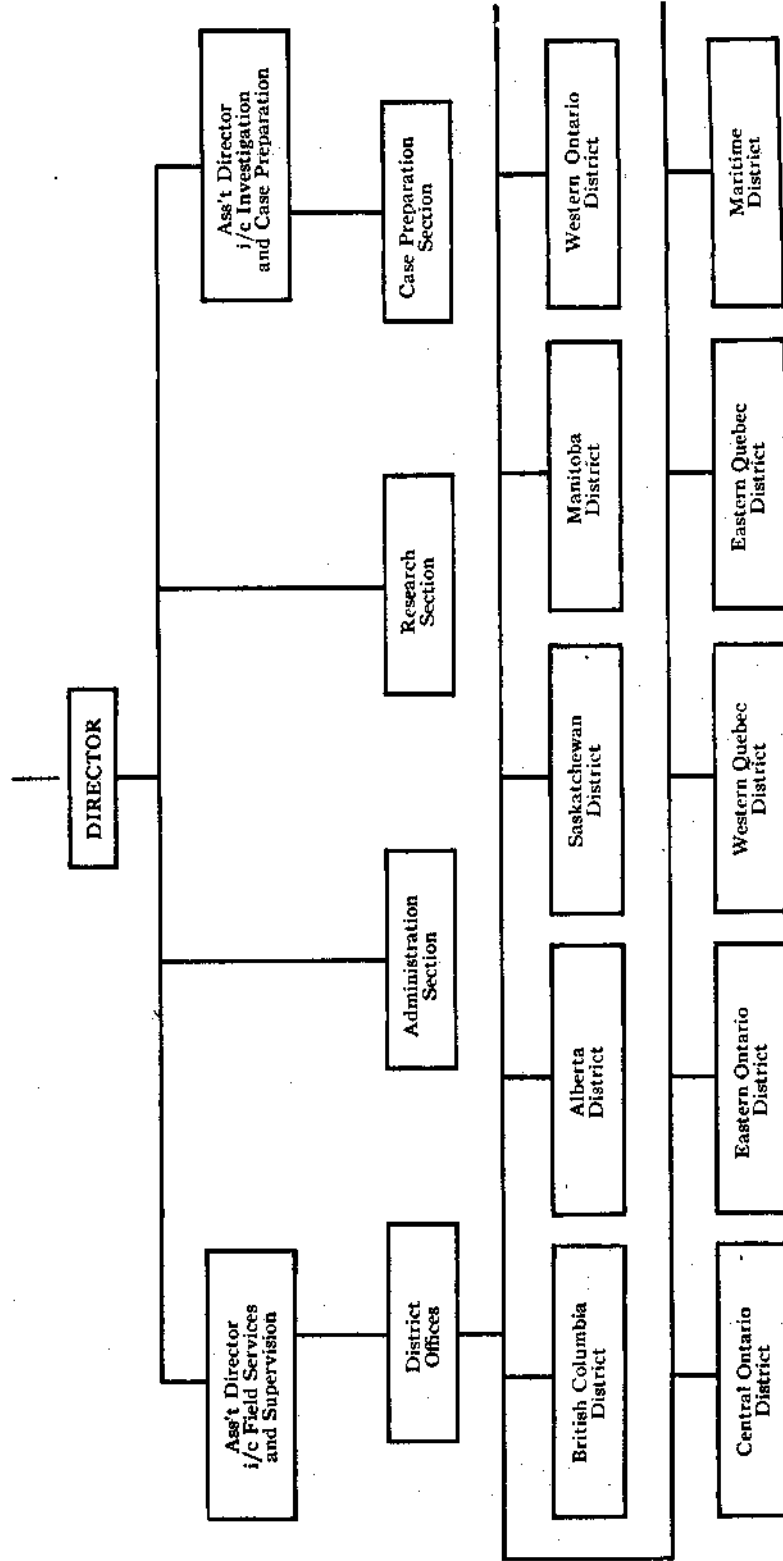 DIRECTOR
Ass't Director
i/c Field Services
and Supervision
Ass't Director
i/c Investigation
and Case Preparation
District
Offices
Administration
Section
Research
Section
Case Preparation
Section
British Columbia
District
Alberta
District
Saskatchewan
District
Manitoba
District
Western Ontario
District
Central Ontario
District
Eastern Ontario
District
Western Quebec
District
Eastern Quebec
District
Maritime
District